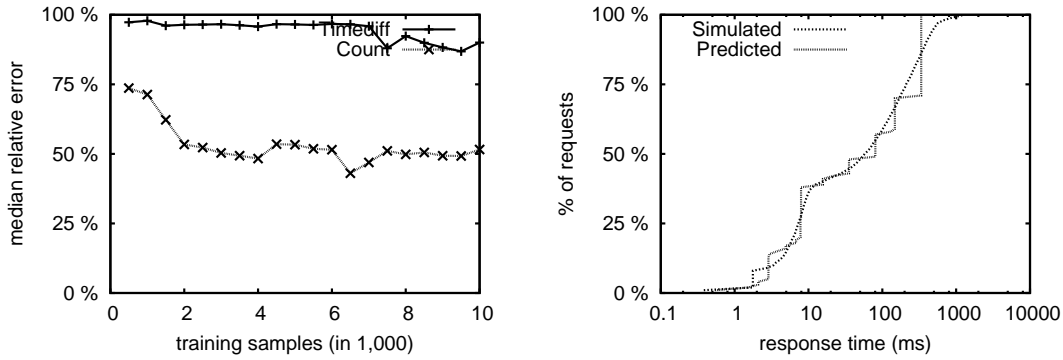 100 %
75 %
50 %
25 %
0 %
median relative error
0 2 4 6 8 10
training samples (in 1,000)
Timediff
Count
100 %
75 %
50 %
25 %
0 %
% of requests
0.1 1 10 100 1000 10000
response time (ms)
Simulated
Predicted